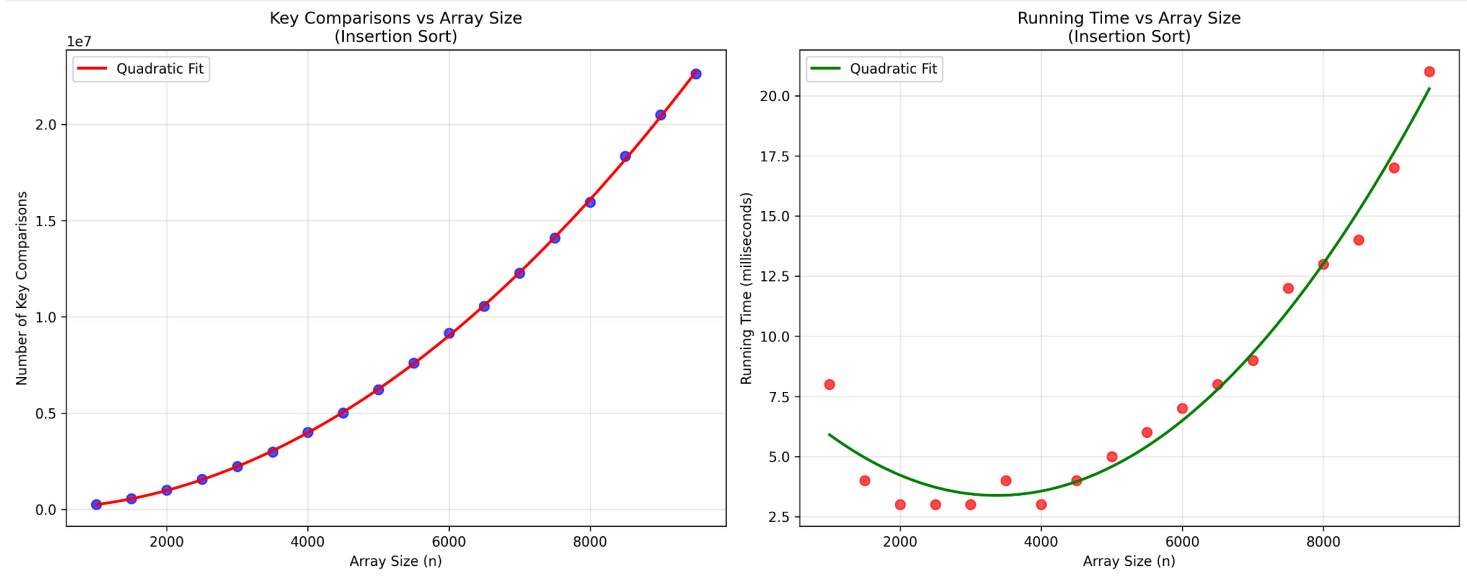 Key Comparisons vs Array Size
(Insertion Sort)
1e7
Quadratic Fit
2.0
1.5
1.0
0.5
0.0
Number of Key Comparisons
2000
4000
6000
8000
Array Size (n)
Running Time vs Array Size
(Insertion Sort)
Quadratic Fit
20.0
17.5
15.0
12.5
10.0
7.5
5.0
2.5
Running Time (milliseconds)
2000
4000
6000
8000
Array Size (n)